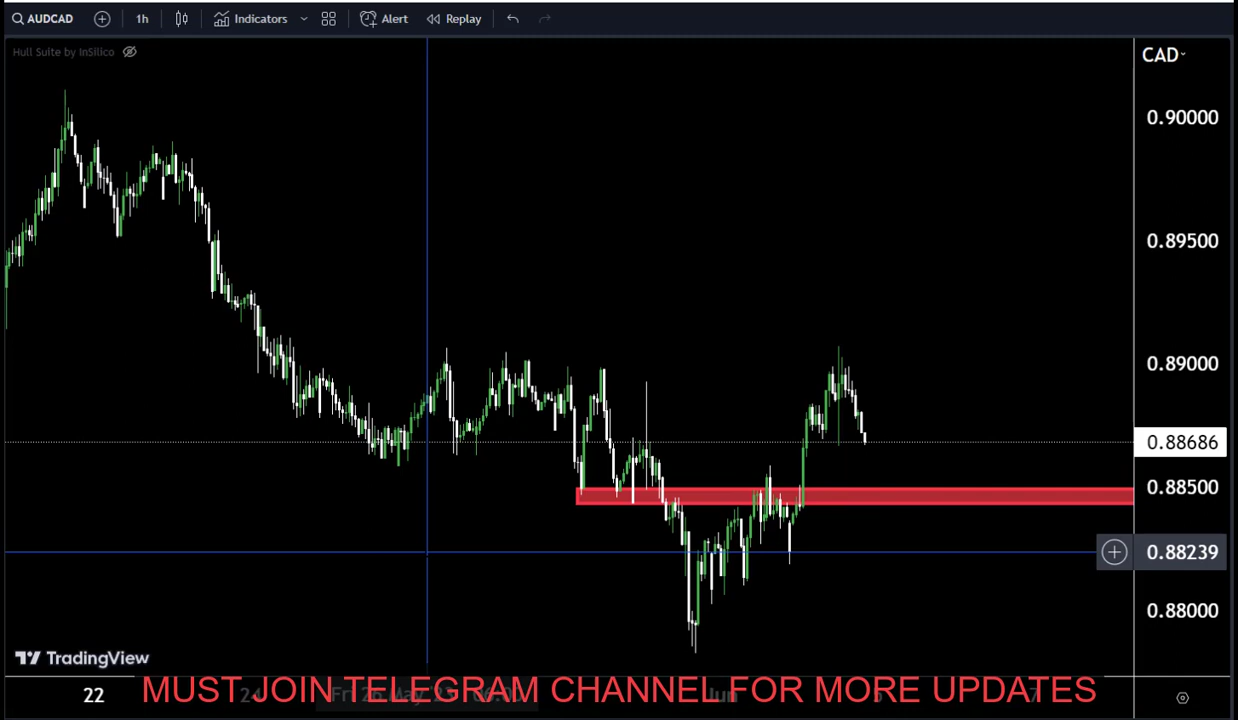 AUDCAD 1h Indicators Alert Replay
Hull Suite by InSilico
CAD
0.90000
0.89500
0.89000
0.88686
0.88500
0.88239
0.88000
TradingView
22
MUST JOIN TELEGRAM CHANNEL FOR MORE UPDATES